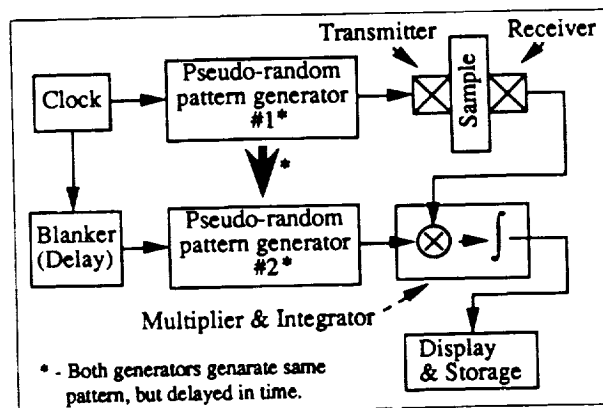 Transmitter
Receiver
Clock
Pseudo-random
pattern generator
#1*
Sample
*
Blanker
(Delay)
Pseudo-random
pattern generator
#2*
∫
Multiplier & Integrator
Display
& Storage
* - Both generators genarate same
pattern, but delayed in time.